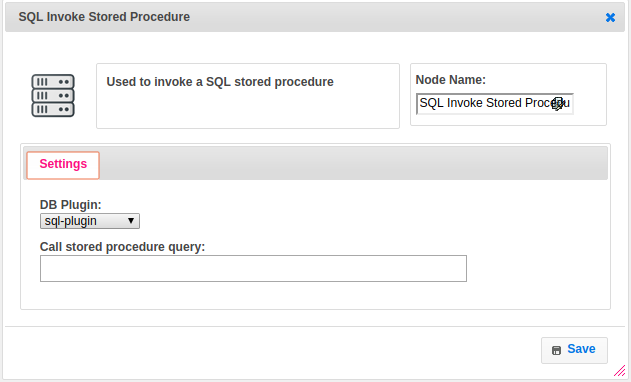 SQL Invoke Stored Procedure
Used to invoke a SQL stored procedure
Node Name:
SQL Invoke Stored Procedu
Settings
DB Plugin:
sql-plugin
Call stored procedure query:
Save